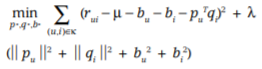 min p*,q*,b* ∑ (u,i)∈κ (r_ui − μ − b_u − b_i − p_u^T q_i)² + λ
(|| p_u ||² + || q_i ||² + b_u² + b_i²)